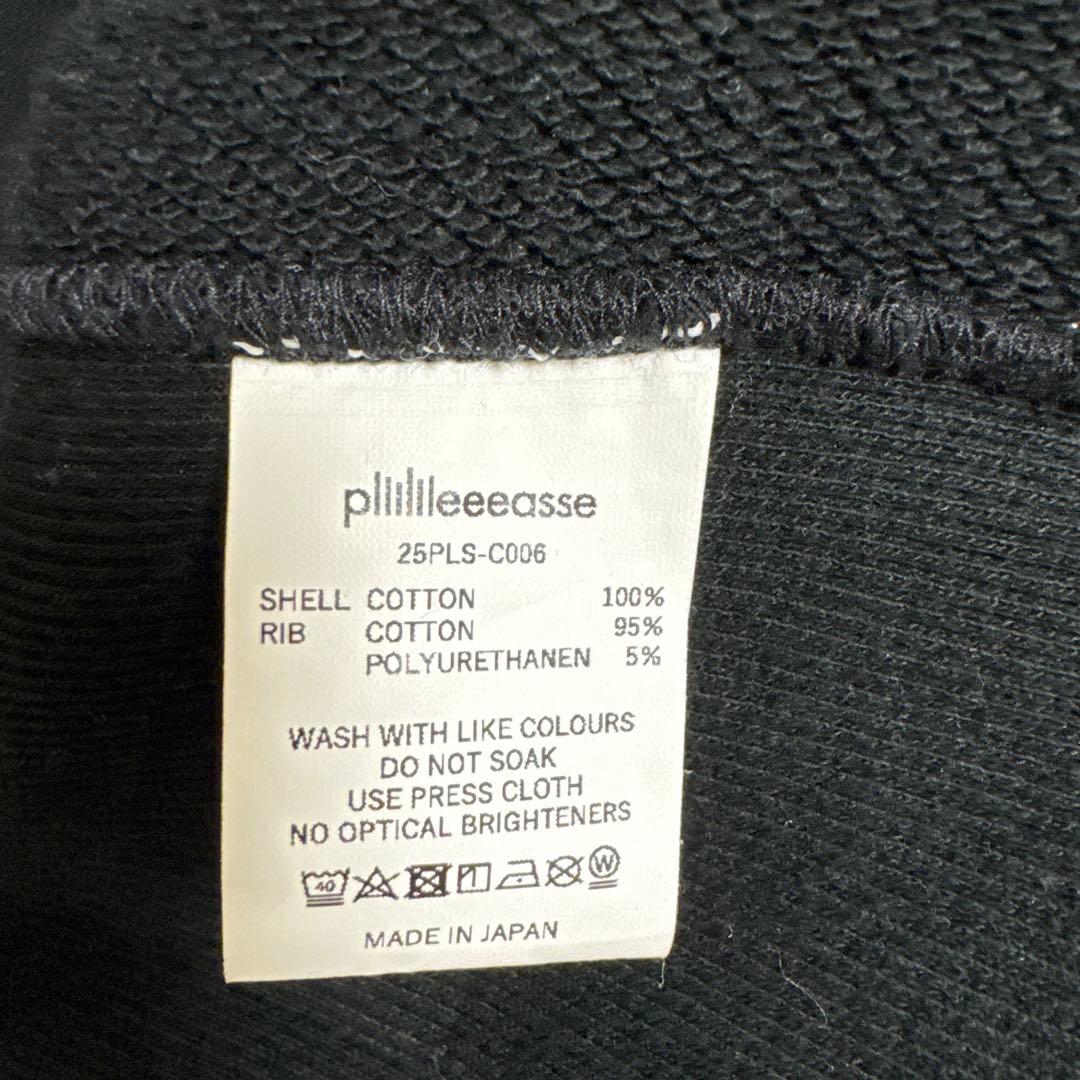 pliilllleeeasse
25PLS-C006
SHELL COTTON 100%
RIB COTTON 95%
POLYURETHANEN 5%
WASH WITH LIKE COLOURS
DO NOT SOAK
USE PRESS CLOTH
NO OPTICAL BRIGHTENERS
40 W
MADE IN JAPAN